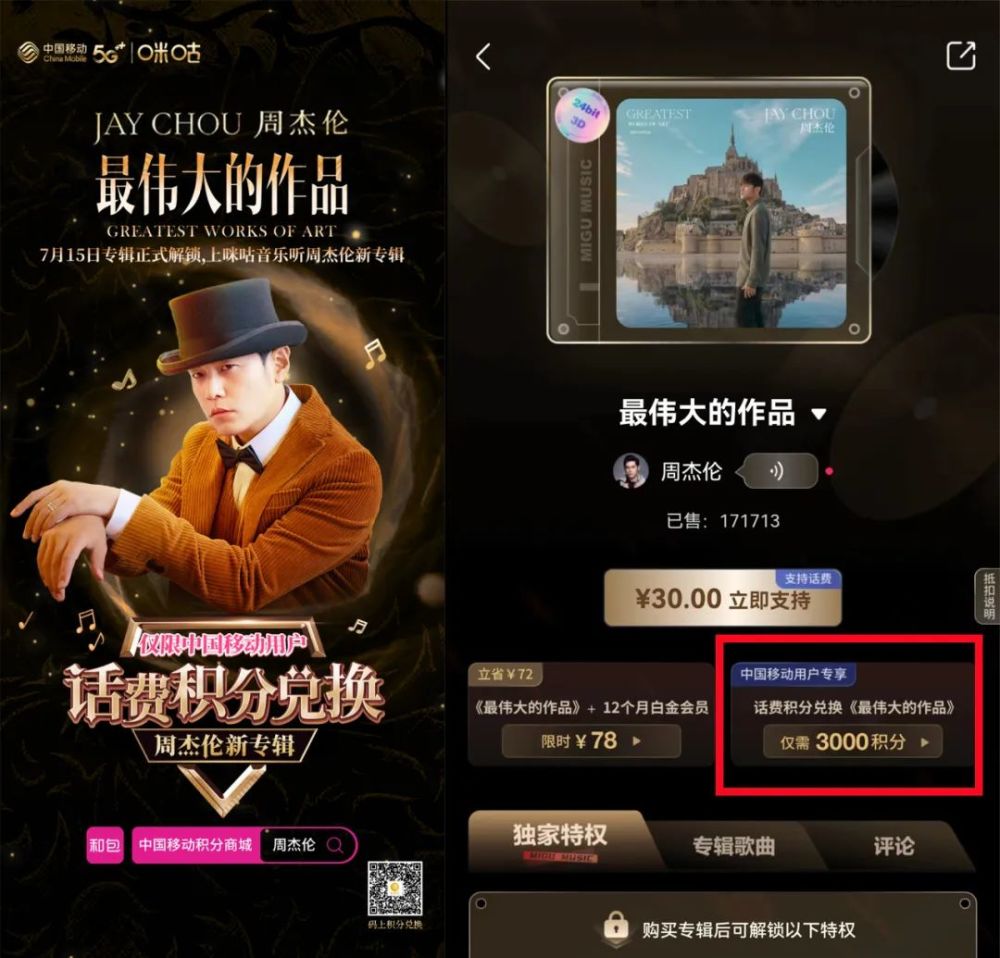 中国移动
China Mobile
5G+
咪咕
JAY CHOU 周杰伦
最伟大的作品
GREATEST WORKS OF ART
7月15日专辑正式解锁,上咪咕音乐听周杰伦新专辑
仅限中国移动用户
话费积分兑换
周杰伦新专辑
和包
中国移动积分商城
周杰伦
码上积分兑换
24bit
3D
MIGU MUSIC
GREATEST
WORKS OF ART
JAY CHOU
周杰伦
最伟大的作品
周杰伦
已售：171713
支持话费
¥30.00 立即支持
抵扣说明
立省¥72
《最伟大的作品》+ 12个月白金会员
限时¥78
中国移动用户专享
话费积分兑换《最伟大的作品》
仅需 3000积分
独家特权
MIGU MUSIC
专辑歌曲
评论
购买专辑后可解锁以下特权